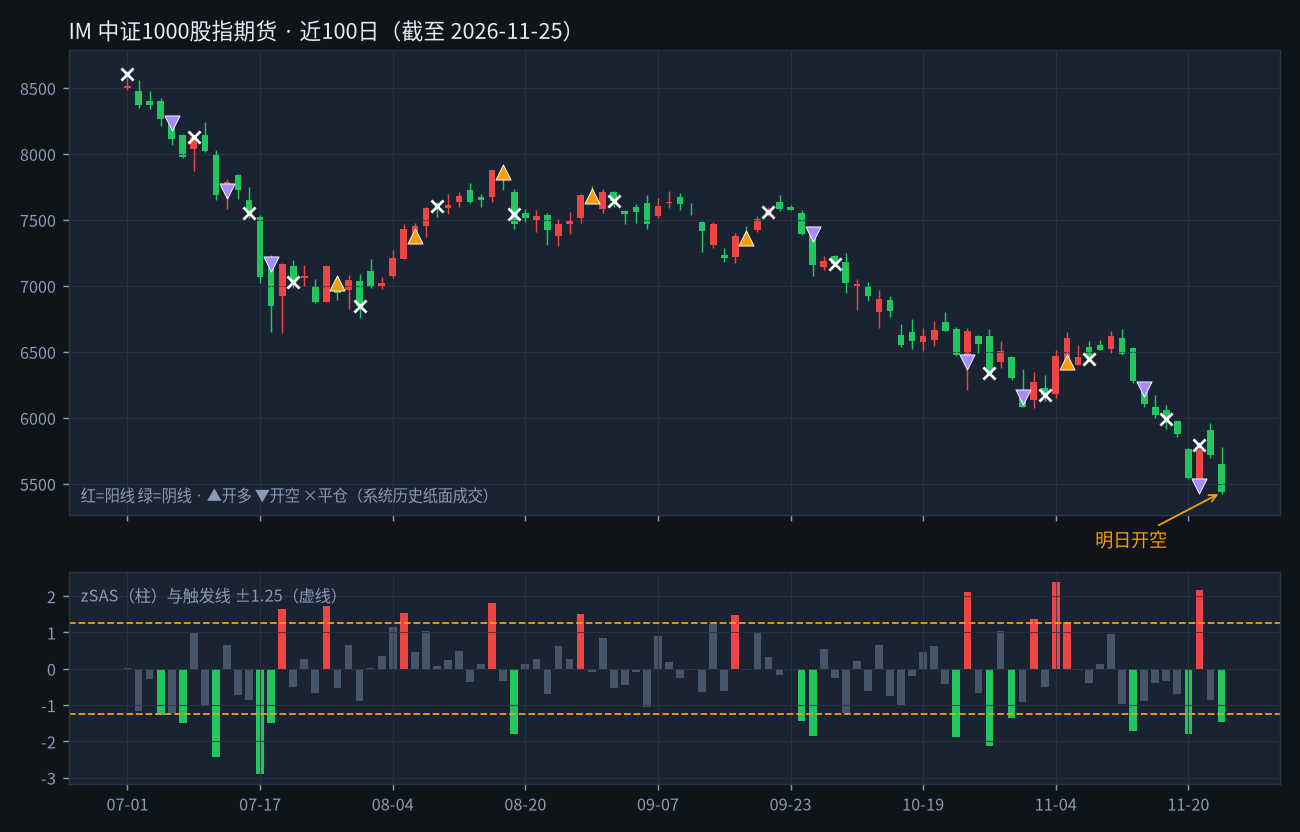 IM 中证1000股指期货 · 近100日（截至 2026-11-25）
8500
8000
7500
7000
6500
6000
5500
红=阳线 绿=阴线 · ▲开多 ▼开空 ×平仓（系统历史纸面成交）
明日开空
zSAS（柱）与触发线 ±1.25（虚线）
2
1
0
-1
-2
-3
07-01 07-17 08-04 08-20 09-07 09-23 10-19 11-04 11-20